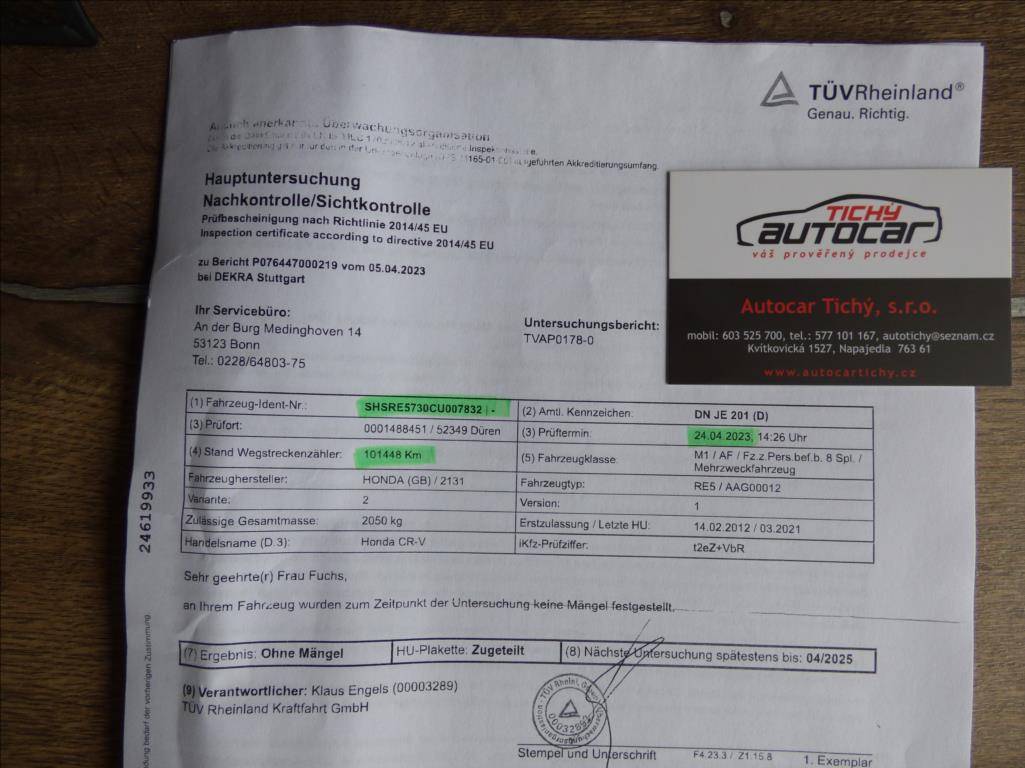 TÜVRheinland®
Genau. Richtig.
Überwachungsorganisation
Akkreditierungsumfang.
Hauptuntersuchung
Nachkontrolle/Sichtkontrolle
Prüfbescheinigung nach Richtlinie 2014/45 EU
Inspection certificate according to directive 2014/45 EU
zu Bericht P076447000219 vom 05.04.2023
bei DEKRA Stuttgart
Ihr Servicebüro:
An der Burg Medinghoven 14
53123 Bonn
Tel.: 0228/64803-75
Untersuchungsbericht:
TVAP0178-0
TICHÝ
AUTOCAR
váš prověřený prodejce
Autocar Tichý, s.r.o.
mobil: 603 525 700, tel.: 577 101 167, autotichy@seznam.cz
Kvítkovická 1527, Napajedla 763 61
www.autocartichy.cz
(1) Fahrzeug-Ident-Nr.: SHSRE5730CU007832 | - (2) Amtl. Kennzeichen: DN JE 201 (D)
(3) Prüfort: 0001488451 / 52349 Düren (3) Prüftermin: 24.04.2023, 14:26 Uhr
(4) Stand Wegstreckenzähler: 101448 Km (5) Fahrzeugklasse: M1 / AF / Fz.z.Pers.bef.b. 8 Spl. /
Mehrzweckfahrzeug
Fahrzeughersteller: HONDA (GB) / 2131 Fahrzeugtyp: RE5 / AAG00012
Variante: 2 Version: 1
Zulässige Gesamtmasse: 2050 kg Erstzulassung / Letzte HU: 14.02.2012 / 03.2021
Handelsname (D.3): Honda CR-V iKfz-Prüfziffer: t2eZ+VbR
Sehr geehrte(r) Frau Fuchs,
an Ihrem Fahrzeug wurden zum Zeitpunkt der Untersuchung keine Mängel festgestellt.
(7) Ergebnis: Ohne Mängel HU-Plakette: Zugeteilt (8) Nächste Untersuchung spätestens bis: 04/2025
(9) Verantwortlicher: Klaus Engels (00003289)
TÜV Rheinland Kraftfahrt GmbH
Stempel und Unterschrift F4.23.3 / Z1.15.8 1. Exemplar
24619933
bedarf der vorherigen Zustimmung.